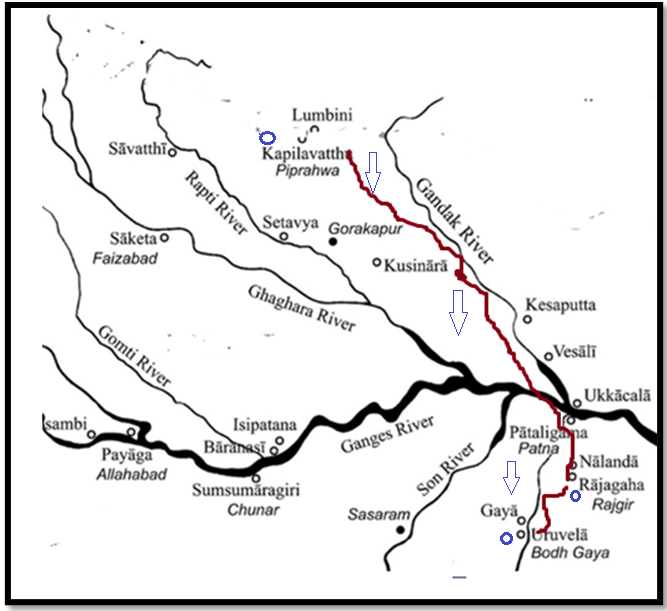 Lumbini
Kapilavatthu
Piprahwa
Sāvatthī
Rapti River
Gandak River
Setavya
Gorakapur
Sāketa
Faizabad
Kusinārā
Ghaghara River
Kesaputta
Gomti River
Vesālī
Ukkācalā
sambi
Payāga
Allahabad
Isipatana
Bārānasī
Ganges River
Pātaligāma
Patna
Sumsumāragiri
Chunar
Son River
Nālandā
Rājagaha
Rajgir
Sasaram
Gayā
Uruvelā
Bodh Gaya